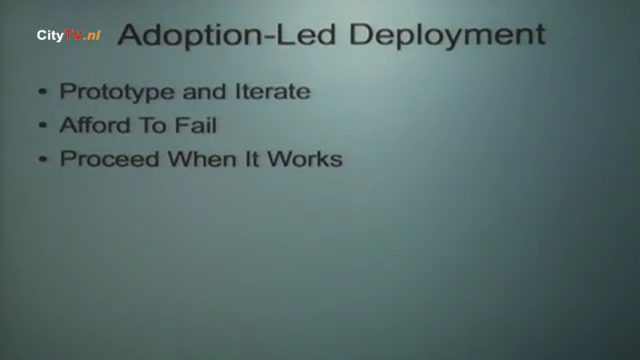 CityTV.nl
Adoption-Led Deployment
• Prototype and Iterate
• Afford To Fail
• Proceed When It Works